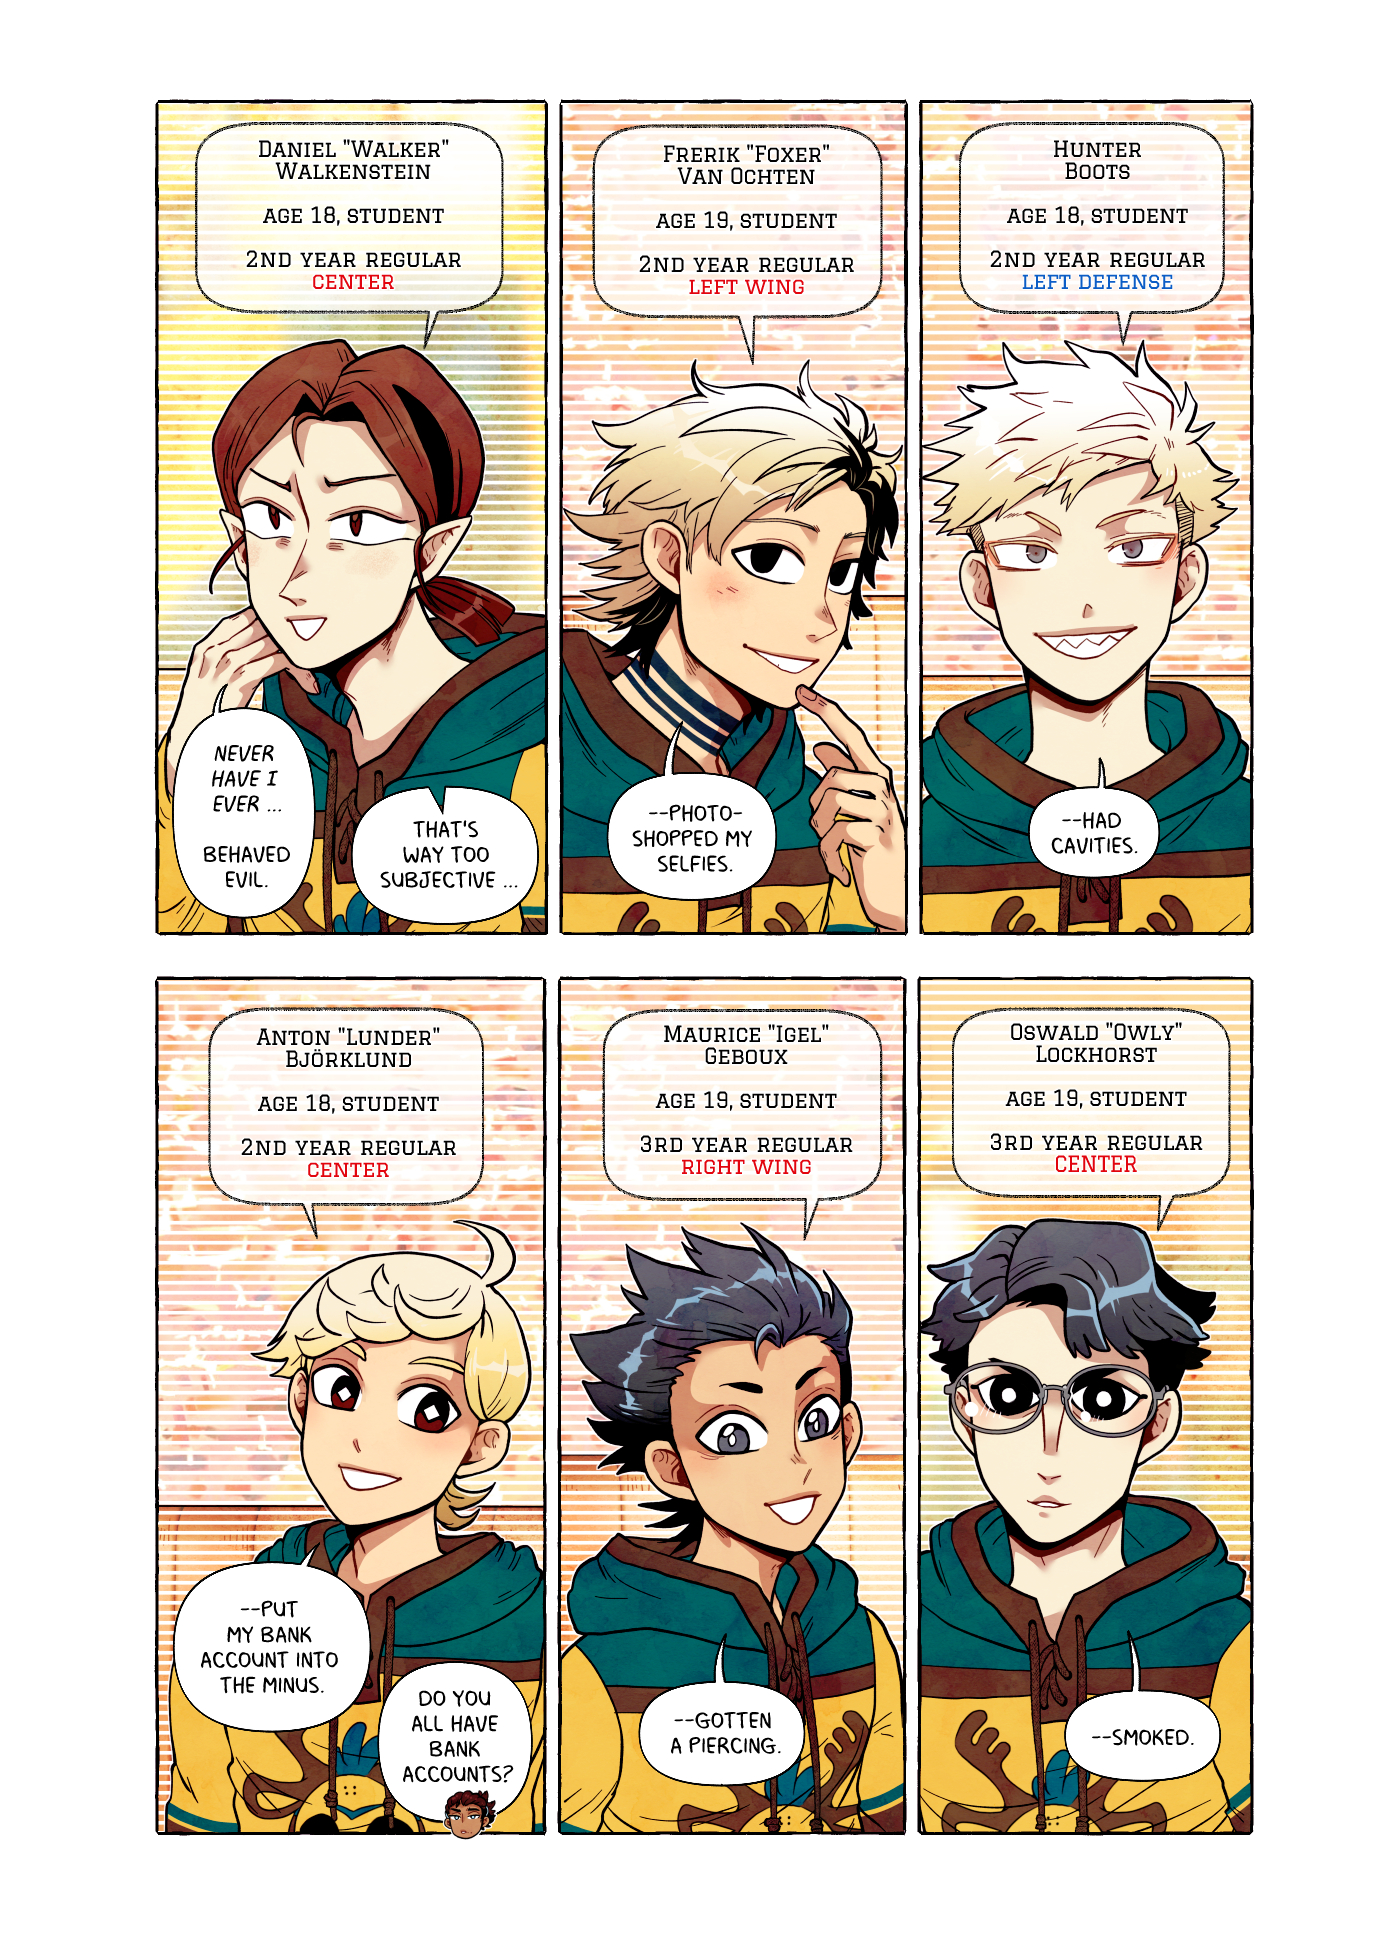 Daniel "Walker"
Walkenstein
age 18, student
2nd year regular
center
Never
have I
ever ...
Behaved
evil.
That's
way too
subjective ...
Frerik "Foxer"
Van Ochten
age 19, student
2nd year regular
left wing
--Photo-
shopped my
selfies.
Hunter
Boots
age 18, student
2nd year regular
left defense
--Had
cavities.
Anton "Lunder"
Björklund
age 18, student
2nd year regular
center
--Put
my bank
account into
the minus.
Do you
all have
bank
accounts?
Maurice "Igel"
Geboux
age 19, student
3rd year regular
right wing
--Gotten
a piercing.
Oswald "Owly"
Lockhorst
age 19, student
3rd year regular
center
--Smoked.